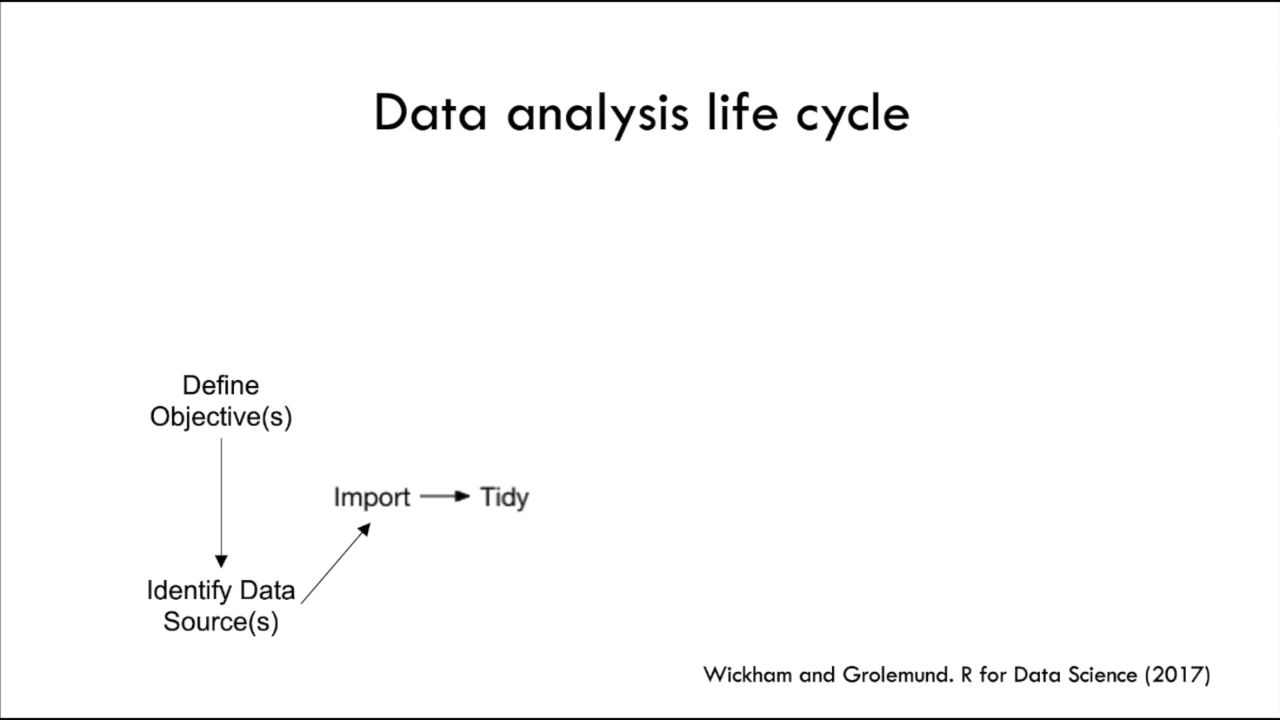 Data analysis life cycle
Define
Objective(s)
Import
Tidy
Identify Data
Source(s)
Wickham and Grolemund. R for Data Science (2017)